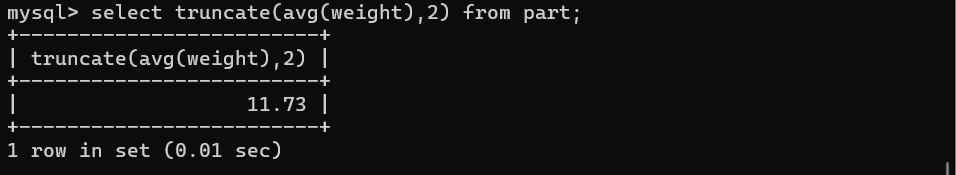 mysql> select truncate(avg(weight),2) from part;
+-------------------------+
| truncate(avg(weight),2) |
+-------------------------+
|                   11.73 |
+-------------------------+
1 row in set (0.01 sec)